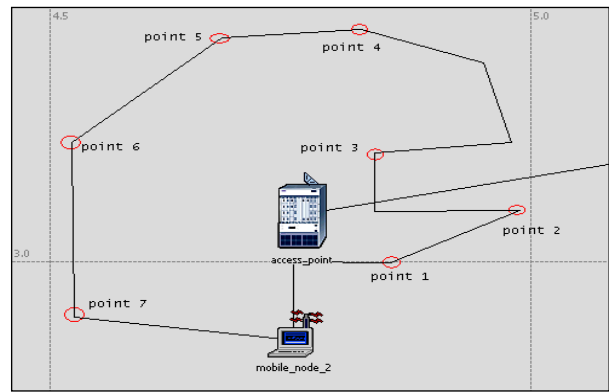 4.5
5.0
point 5
point 4
point 6
point 3
point 2
access_point
3.0
point 1
point 7
mobile_node_2